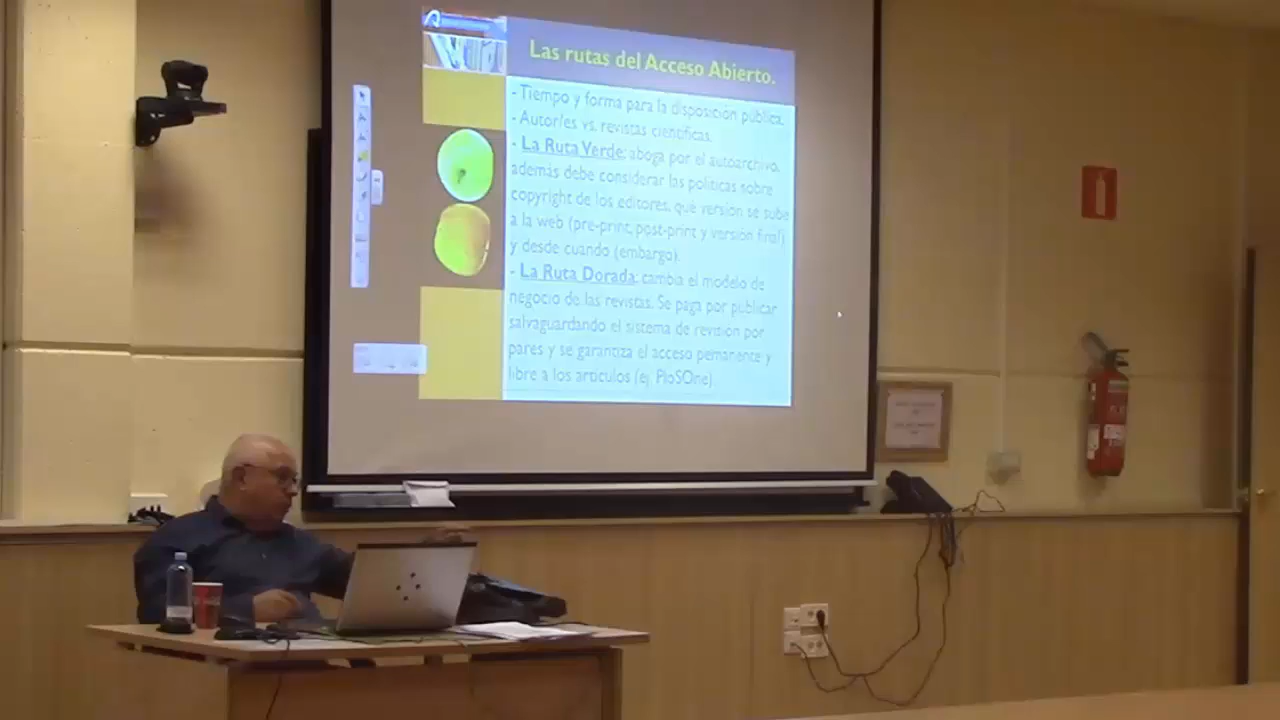 Las rutas del Acceso Abierto.
- Tiempo y forma para la disposición pública.
- Autor/es vs. revistas científicas.
- La Ruta Verde: aboga por el autoarchivo,
además debe considerar las políticas sobre
copyright de los editores, qué versión se sube
a la web (pre-print, post-print y versión final)
y desde cuando (embargo).
- La Ruta Dorada: cambia el modelo de
negocio de las revistas. Se paga por publicar
salvaguardando el sistema de revisión por
pares y se garantiza el acceso permanente y
libre a los artículos (ej. PloSOne).